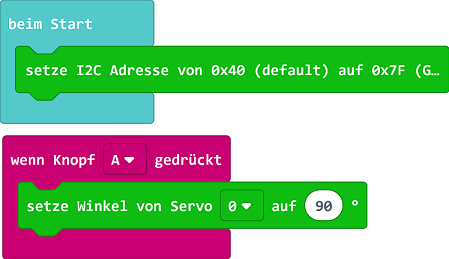 beim Start
setze I2C Adresse von 0x40 (default) auf 0x7F (G…
wenn Knopf A gedrückt
setze Winkel von Servo 0 auf 90 °